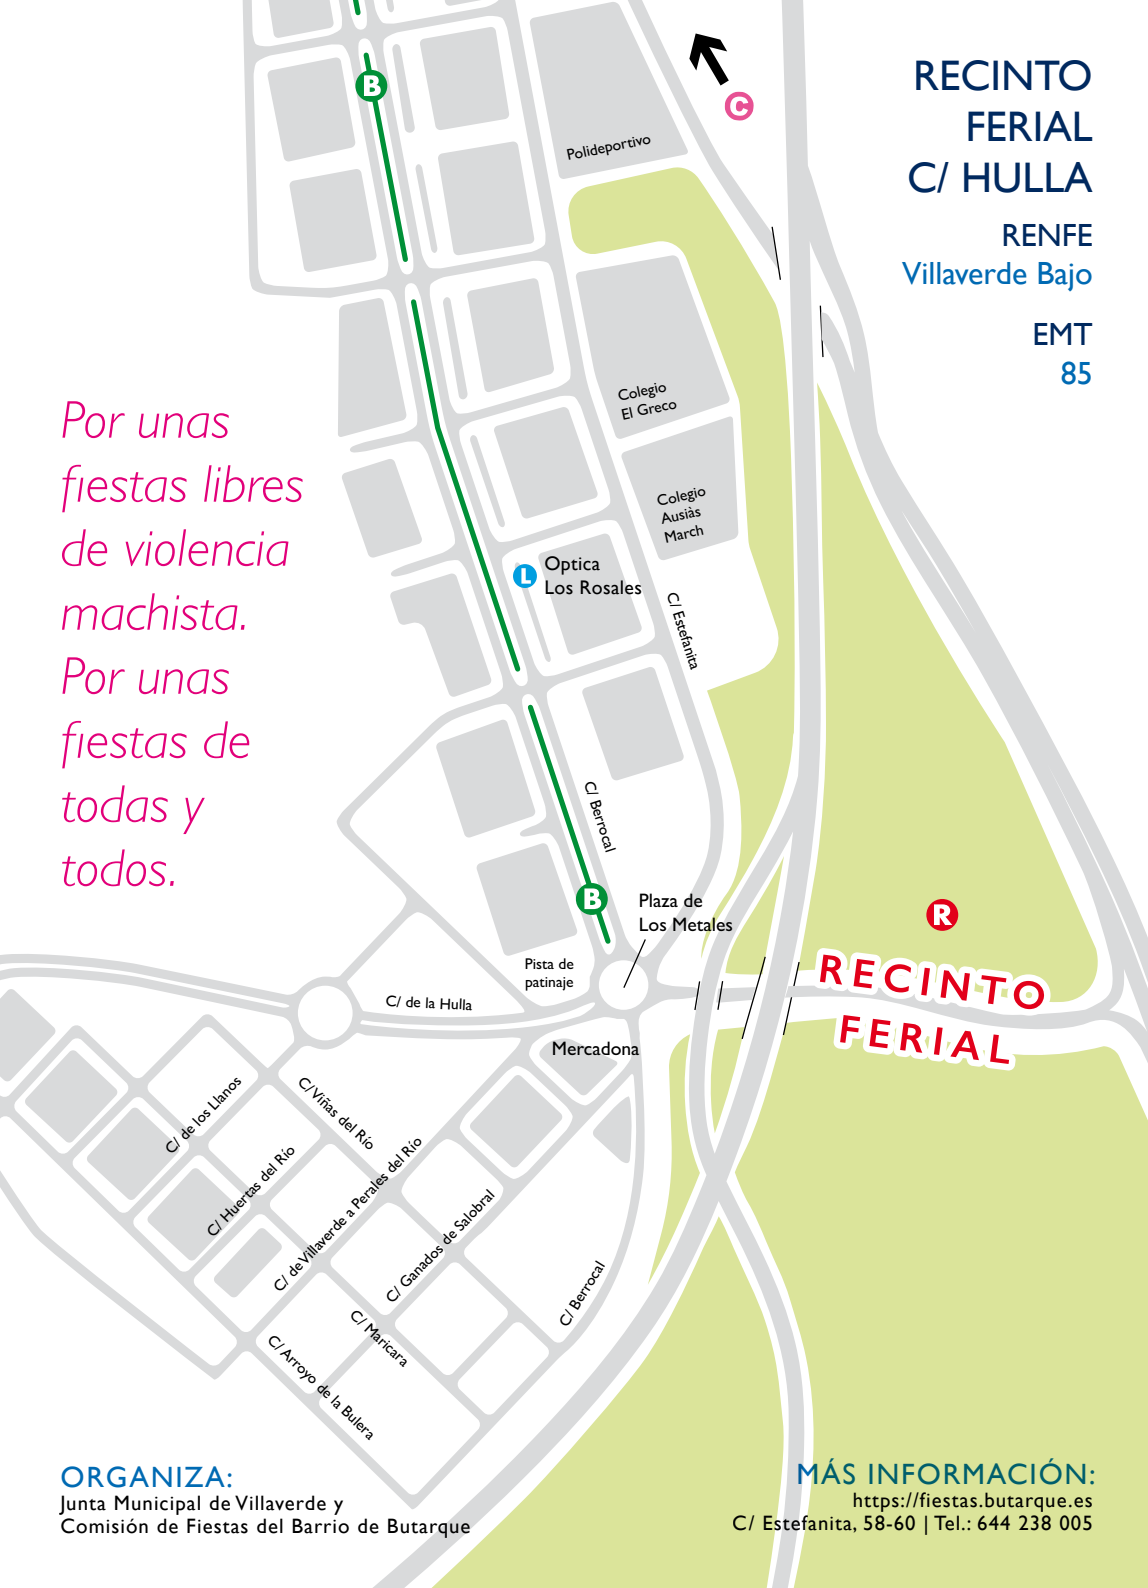 RECINTO
FERIAL
C/ HULLA
RENFE
Villaverde Bajo
EMT
85
B
C
Polideportivo
Colegio
El Greco
Colegio
Ausiàs
March
Por unas
fiestas libres
de violencia
machista.
Por unas
fiestas de
todas y
todos.
L
Optica
Los Rosales
C/ Estefanita
C/ Berrocal
B
Plaza de
Los Metales
R
RECINTO
FERIAL
Pista de
patinaje
C/ de la Hulla
Mercadona
C/ de los Llanos
C/ Viñas del Río
C/ Huertas del Río
C/ de Villaverde a Perales del Río
C/ Ganados de Salobral
C/ Berrocal
C/ Maricara
C/ Arroyo de la Bulera
ORGANIZA:
Junta Municipal de Villaverde y
Comisión de Fiestas del Barrio de Butarque
MÁS INFORMACIÓN:
https://fiestas.butarque.es
C/ Estefanita, 58-60 | Tel.: 644 238 005